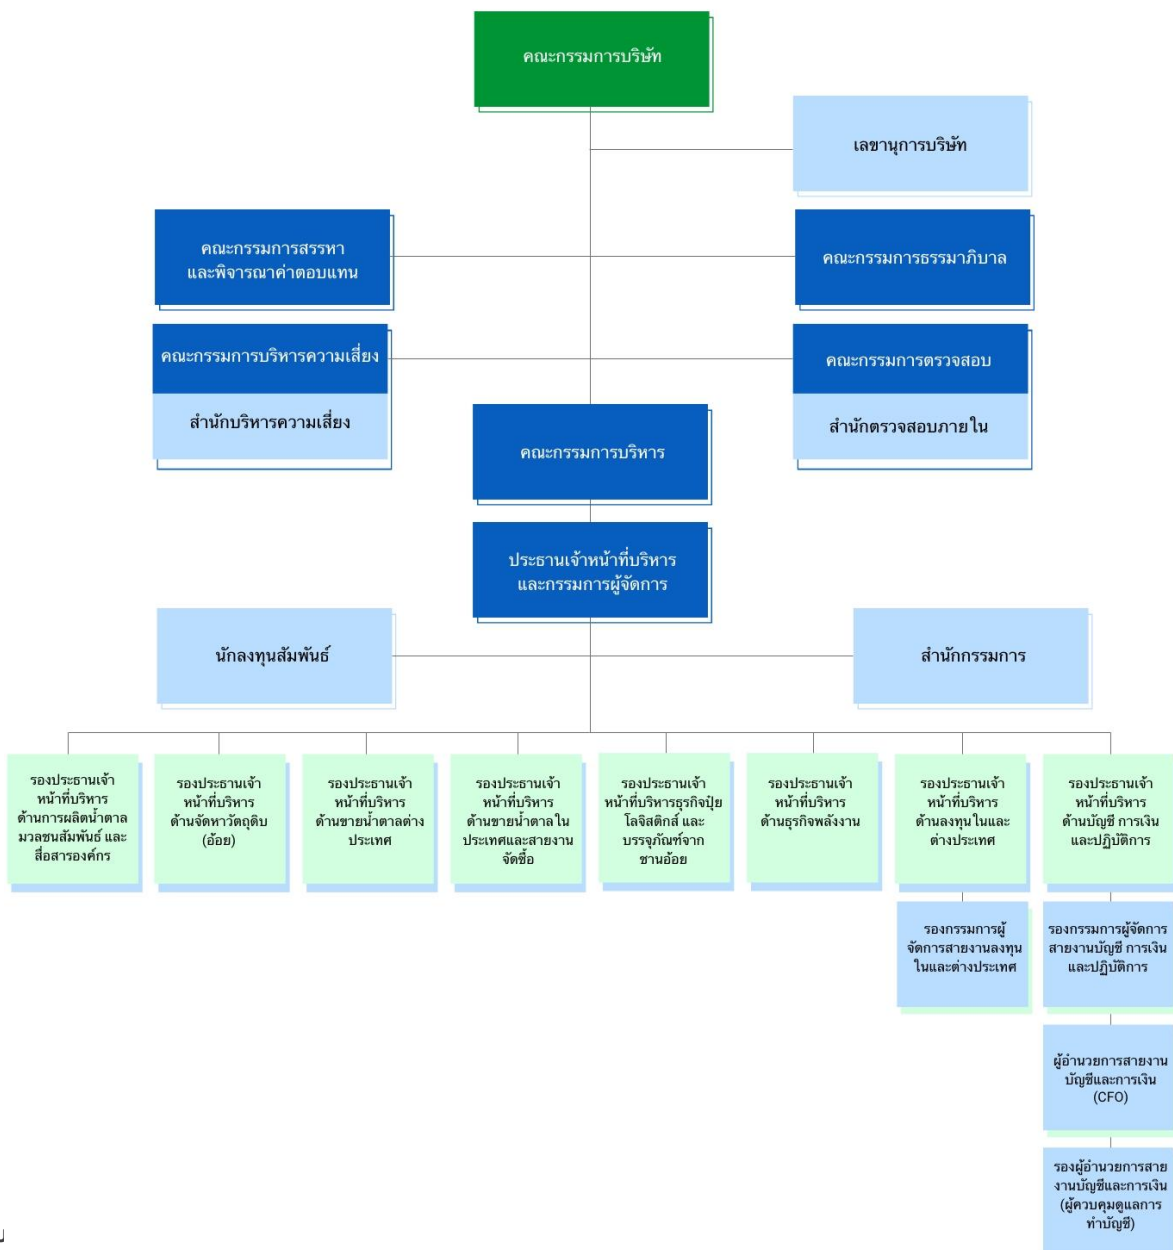 คณะกรรมการบริษัท
เลขานุการบริษัท
คณะกรรมการสรรหา
และพิจารณาค่าตอบแทน
คณะกรรมการธรรมาภิบาล
คณะกรรมการบริหารความเสี่ยง
สำนักบริหารความเสี่ยง
คณะกรรมการตรวจสอบ
สำนักตรวจสอบภายใน
คณะกรรมการบริหาร
ประธานเจ้าหน้าที่บริหาร
และกรรมการผู้จัดการ
นักลงทุนสัมพันธ์
สำนักกรรมการ
รองประธานเจ้า
หน้าที่บริหาร
ด้านการผลิตน้ำตาล
มวลชนสัมพันธ์ และ
สื่อสารองค์กร
รองประธานเจ้า
หน้าที่บริหาร
ด้านจัดหาวัตถุดิบ
(อ้อย)
รองประธานเจ้า
หน้าที่บริหาร
ด้านขายน้ำตาลต่าง
ประเทศ
รองประธานเจ้า
หน้าที่บริหาร
ด้านขายน้ำตาลใน
ประเทศและสายงาน
จัดซื้อ
รองประธานเจ้า
หน้าที่บริหารธุรกิจปุ๋ย
โลจิสติกส์ และ
บรรจุภัณฑ์จาก
ชานอ้อย
รองประธานเจ้า
หน้าที่บริหาร
ด้านธุรกิจพลังงาน
รองประธานเจ้า
หน้าที่บริหาร
ด้านลงทุนในและ
ต่างประเทศ
รองประธานเจ้า
หน้าที่บริหาร
ด้านบัญชี การเงิน
และปฏิบัติการ
รองกรรมการผู้
จัดการสายงานลงทุน
ในและต่างประเทศ
รองกรรมการผู้จัดการ
สายงานบัญชี การเงิน
และปฏิบัติการ
ผู้อำนวยการสายงาน
บัญชีและการเงิน
(CFO)
รองผู้อำนวยการสาย
งานบัญชีและการเงิน
(ผู้ควบคุมดูแลการ
ทำบัญชี)